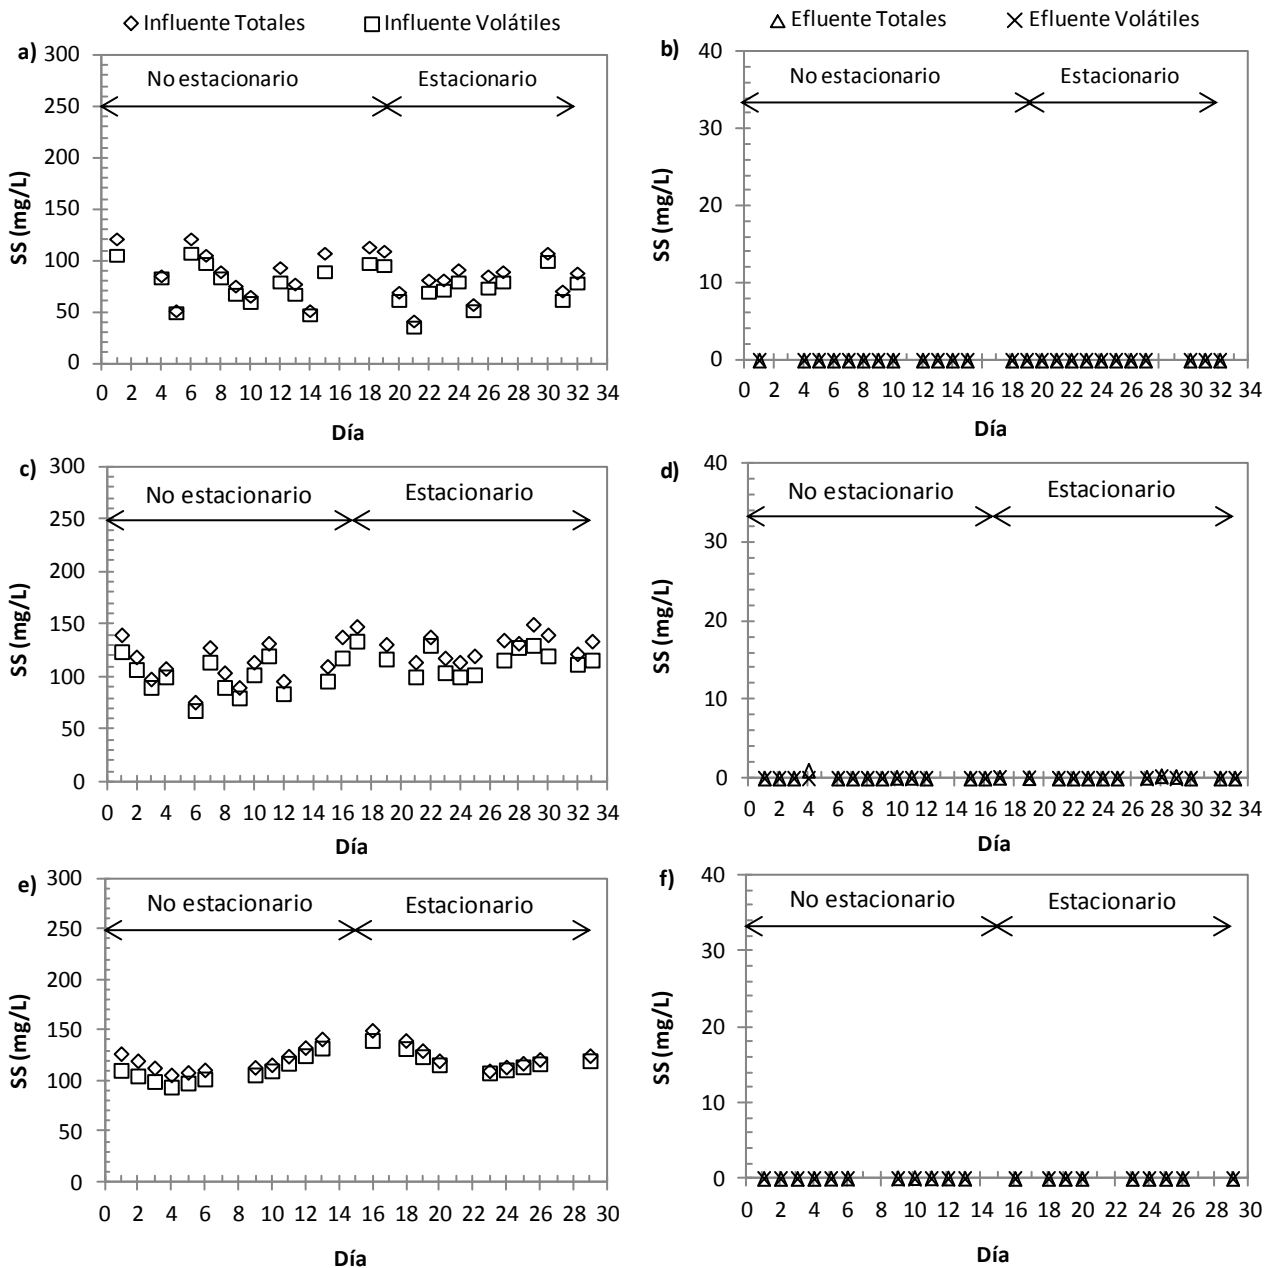 Influente Totales
Influente Volátiles
Efluente Totales
Efluente Volátiles
a)
No estacionario
Estacionario
SS (mg/L)
300
250
200
150
100
50
0
0 2 4 6 8 10 12 14 16 18 20 22 24 26 28 30 32 34
Día
b)
No estacionario
Estacionario
SS (mg/L)
40
30
20
10
0
0 2 4 6 8 10 12 14 16 18 20 22 24 26 28 30 32 34
Día
c)
No estacionario
Estacionario
SS (mg/L)
300
250
200
150
100
50
0
0 2 4 6 8 10 12 14 16 18 20 22 24 26 28 30 32 34
Día
d)
No estacionario
Estacionario
SS (mg/L)
40
30
20
10
0
0 2 4 6 8 10 12 14 16 18 20 22 24 26 28 30 32 34
Día
e)
No estacionario
Estacionario
SS (mg/L)
300
250
200
150
100
50
0
0 2 4 6 8 10 12 14 16 18 20 22 24 26 28 30
Día
f)
No estacionario
Estacionario
SS (mg/L)
40
30
20
10
0
0 2 4 6 8 10 12 14 16 18 20 22 24 26 28 30
Día